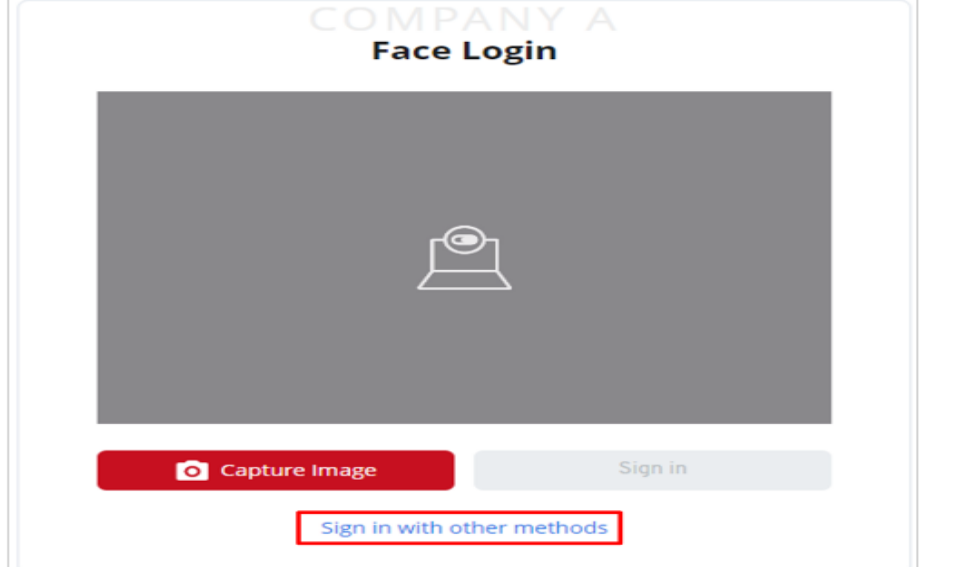 COMPANY A
Face Login
Capture Image
Sign in
Sign in with other methods